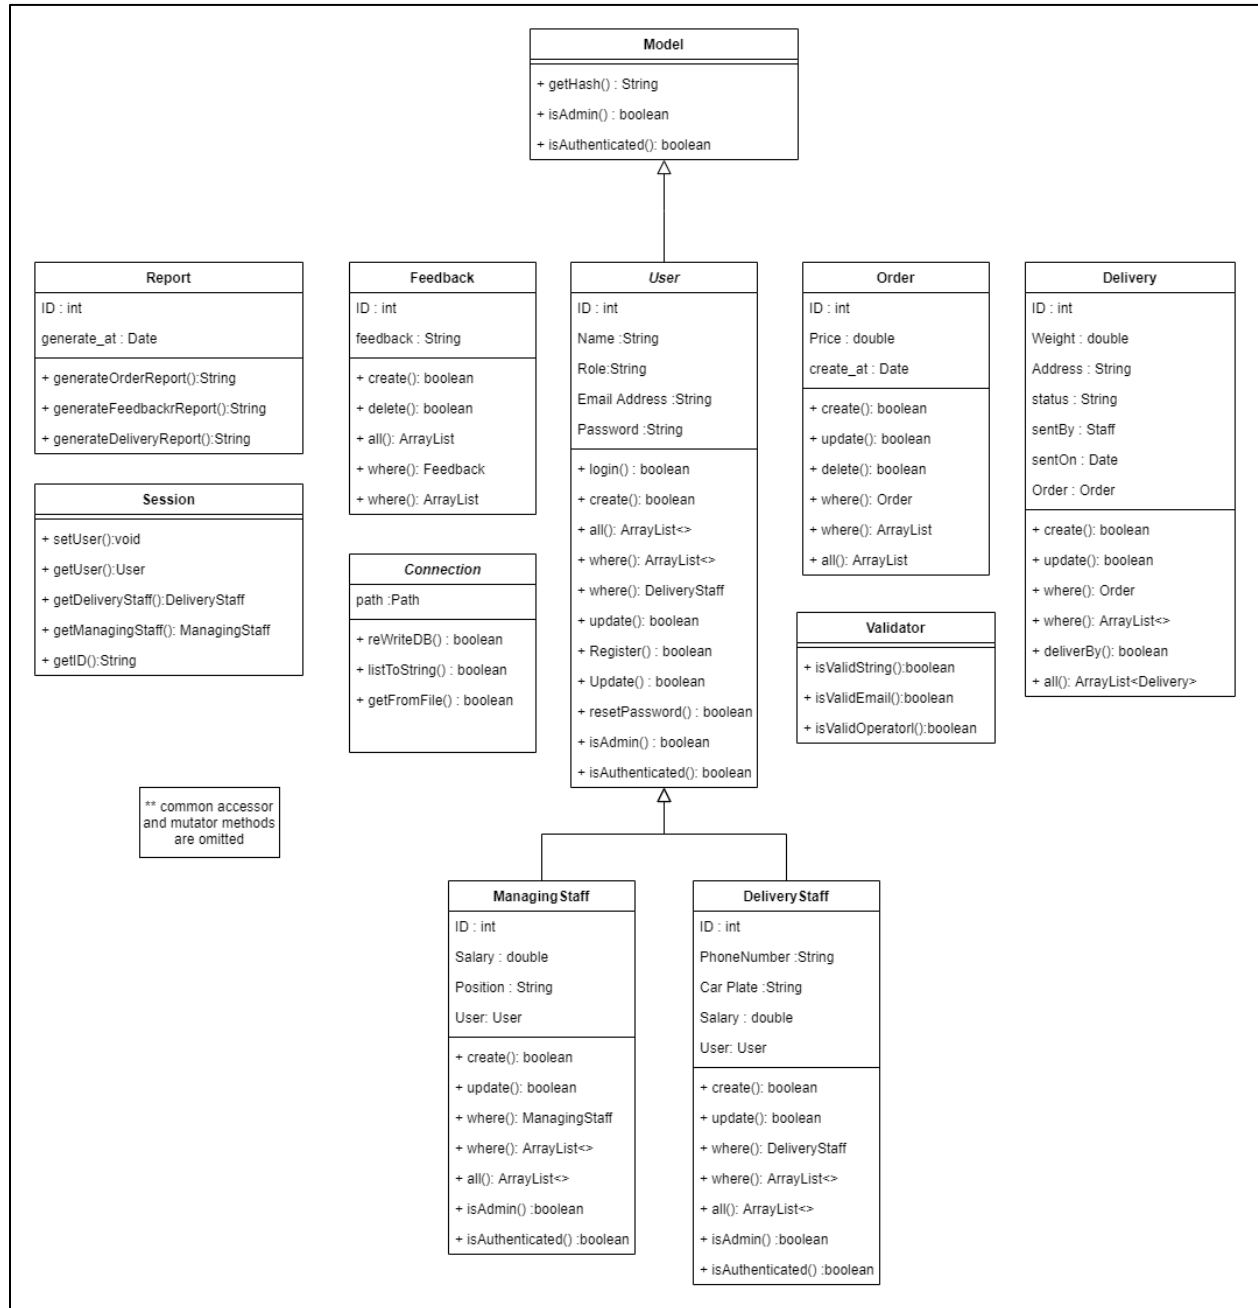 Model
+ getHash() : String
+ isAdmin() : boolean
+ isAuthenticated(): boolean
Report
ID : int
generate_at : Date
+ generateOrderReport():String
+ generateFeedbackrReport():String
+ generateDeliveryReport():String
Session
+ setUser():void
+ getUser():User
+ getDeliveryStaff():DeliveryStaff
+ getManagingStaff(): ManagingStaff
+ getID():String
Feedback
ID : int
feedback : String
+ create(): boolean
+ delete(): boolean
+ all(): ArrayList
+ where(): Feedback
+ where(): ArrayList
Connection
path :Path
+ reWriteDB() : boolean
+ listToString() : boolean
+ getFromFile() : boolean
User
ID : int
Name :String
Role:String
Email Address :String
Password :String
+ login() : boolean
+ create(): boolean
+ all(): ArrayList<>
+ where(): ArrayList<>
+ where(): DeliveryStaff
+ update(): boolean
+ Register() : boolean
+ Update() : boolean
+ resetPassword() : boolean
+ isAdmin() : boolean
+ isAuthenticated(): boolean
Order
ID : int
Price : double
create_at : Date
+ create(): boolean
+ update(): boolean
+ delete(): boolean
+ where(): Order
+ where(): ArrayList
+ all(): ArrayList
Validator
+ isValidString():boolean
+ isValidEmail():boolean
+ isValidOperatorl():boolean
Delivery
ID : int
Weight : double
Address : String
status : String
sentBy : Staff
sentOn : Date
Order : Order
+ create(): boolean
+ update(): boolean
+ where(): Order
+ where(): ArrayList<>
+ deliverBy(): boolean
+ all(): ArrayList<Delivery>
** common accessor
and mutator methods
are omitted
ManagingStaff
ID : int
Salary : double
Position : String
User: User
+ create(): boolean
+ update(): boolean
+ where(): ManagingStaff
+ where(): ArrayList<>
+ all(): ArrayList<>
+ isAdmin() :boolean
+ isAuthenticated() :boolean
DeliveryStaff
ID : int
PhoneNumber :String
Car Plate :String
Salary : double
User: User
+ create(): boolean
+ update(): boolean
+ where(): DeliveryStaff
+ where(): ArrayList<>
+ all(): ArrayList<>
+ isAdmin() :boolean
+ isAuthenticated() :boolean